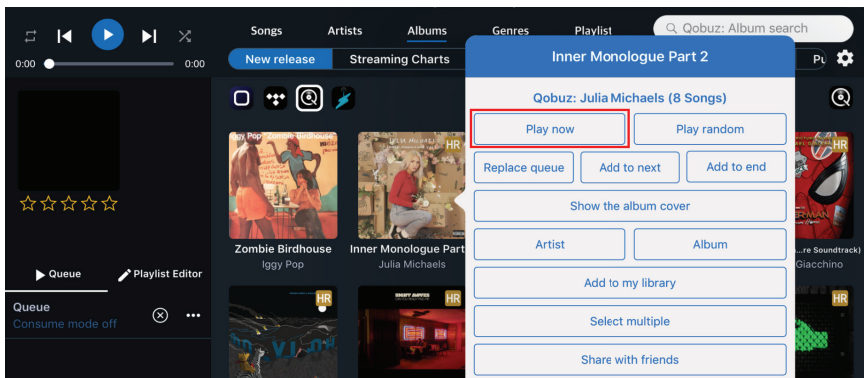 Songs Artists Albums Genres Playlist
Qobuz: Album search
0:00 0:00
New release Streaming Charts
Inner Monologue Part 2
Qobuz: Julia Michaels (8 Songs)
Play now Play random
Replace queue Add to next Add to end
Show the album cover
Artist Album
Add to my library
Select multiple
Share with friends
Iggy Pop "Zombie Birdhouse"
JULIA MICHAELS
HR
HR
Zombie Birdhouse
Iggy Pop
Inner Monologue Part
Julia Michaels
...re Soundtrack)
Giacchino
Queue Playlist Editor
Queue
Consume mode off
HR
HR
HR